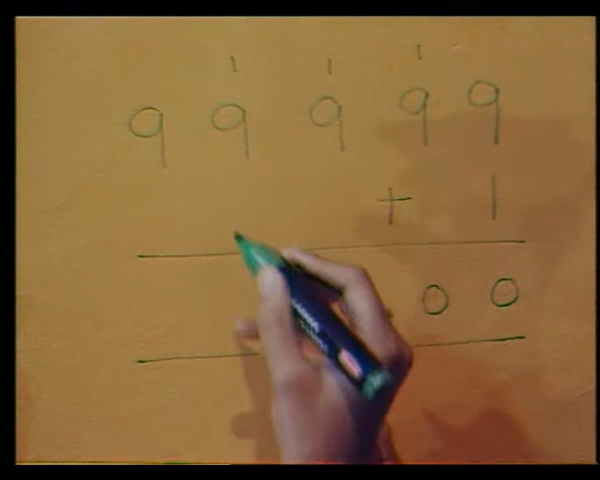 1 1 1
9 9 9 9 9
+ 1
0 0